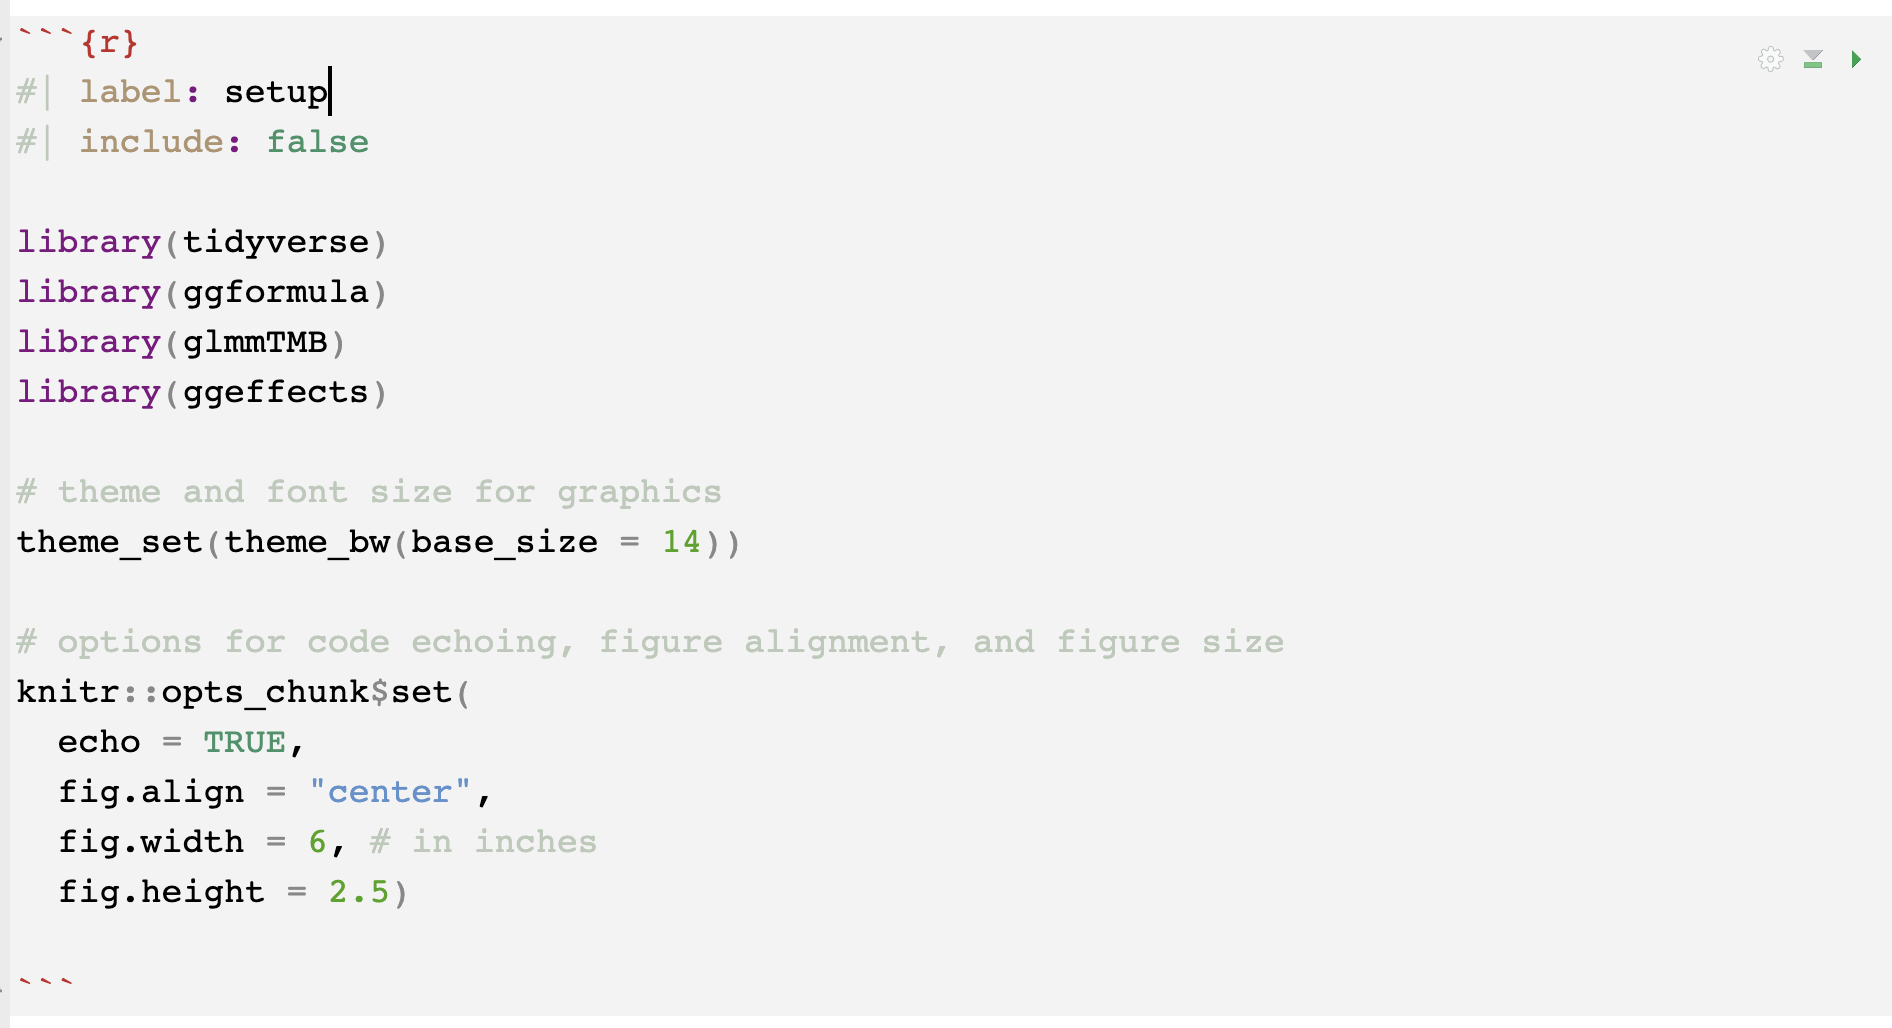 ```{r}
#| label: setup
#| include: false
library(tidyverse)
library(ggformula)
library(glmmTMB)
library(ggeffects)
# theme and font size for graphics
theme_set(theme_bw(base_size = 14))
# options for code echoing, figure alignment, and figure size
knitr::opts_chunk$set(
  echo = TRUE,
  fig.align = "center",
  fig.width = 6, # in inches
  fig.height = 2.5)
```